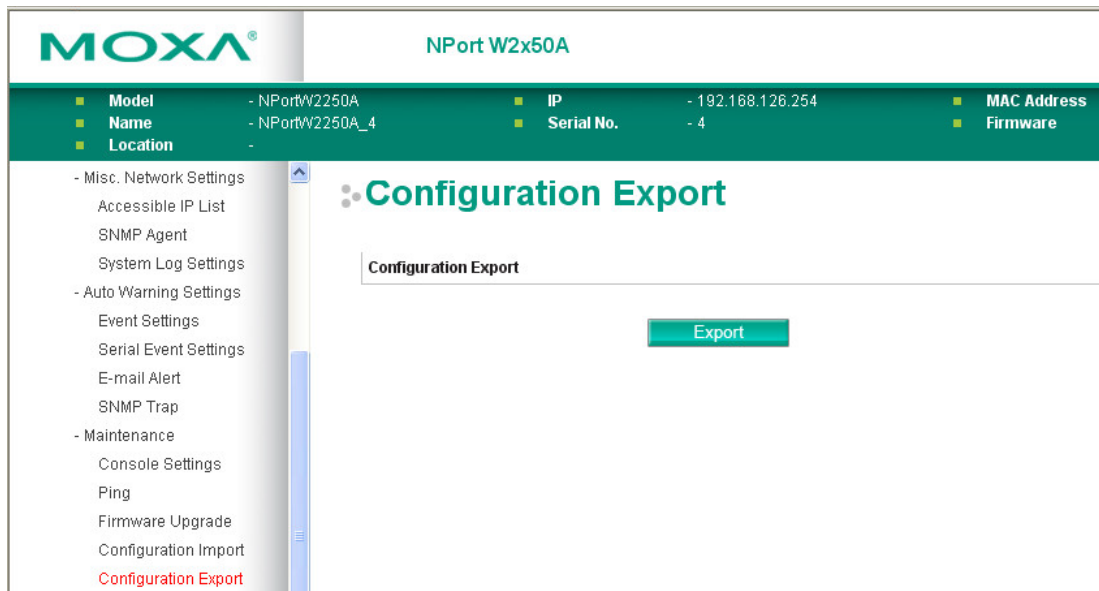 MOXA®
NPort W2x50A
Model - NPortW2250A IP - 192.168.126.254 MAC Address
Name - NPortW2250A_4 Serial No. - 4 Firmware
Location -
- Misc. Network Settings
Accessible IP List
SNMP Agent
System Log Settings
- Auto Warning Settings
Event Settings
Serial Event Settings
E-mail Alert
SNMP Trap
- Maintenance
Console Settings
Ping
Firmware Upgrade
Configuration Import
Configuration Export
Configuration Export
Configuration Export
Export